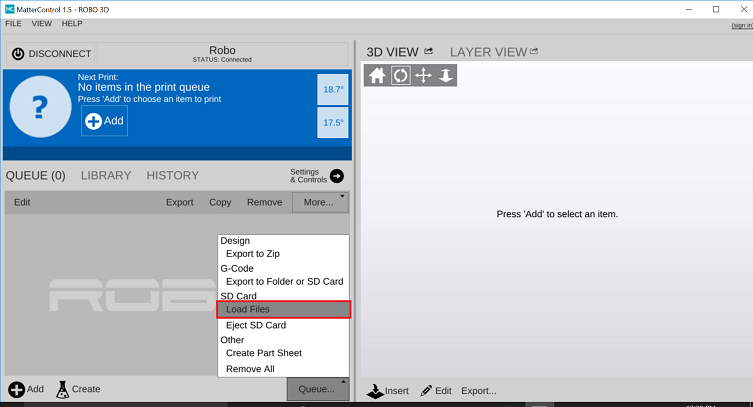 MatterControl 1.5 - ROBO 3D
FILE VIEW HELP
(sign in)
DISCONNECT
Robo
STATUS: Connected
Next Print:
No items in the print queue
Press 'Add' to choose an item to print
Add
18.7°
17.5°
3D VIEW
LAYER VIEW
QUEUE (0)
LIBRARY
HISTORY
Settings
& Controls
Edit
Export
Copy
Remove
More...
Press 'Add' to select an item.
Design
Export to Zip
G-Code
Export to Folder or SD Card
SD Card
Load Files
Eject SD Card
Other
Create Part Sheet
Remove All
Add
Create
Queue...
Insert
Edit
Export...